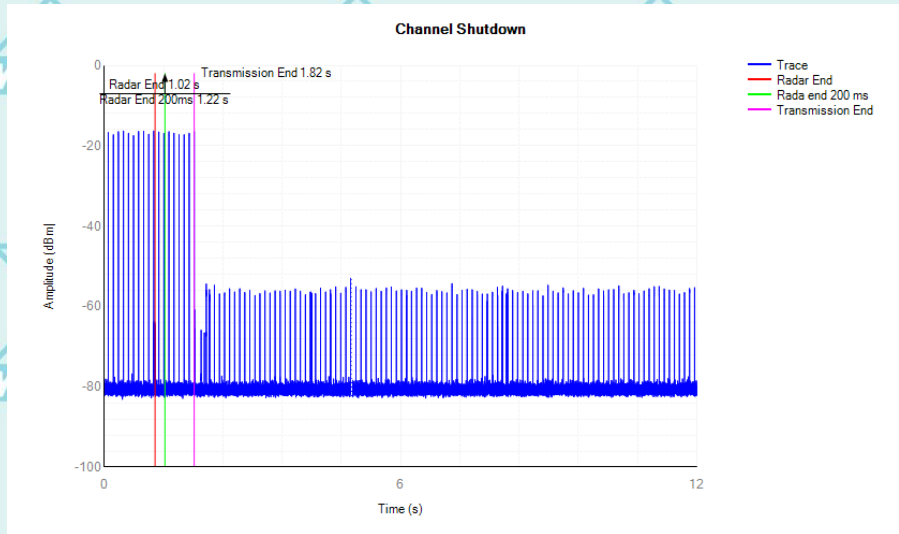 Channel Shutdown
Transmission End 1.82 s
Radar End 1.02 s
Radar End 200ms 1.22 s
Trace
Radar End
Rada end 200 ms
Transmission End
Amplitude (dBm)
0
-20
-40
-60
-80
-100
0
6
12
Time (s)